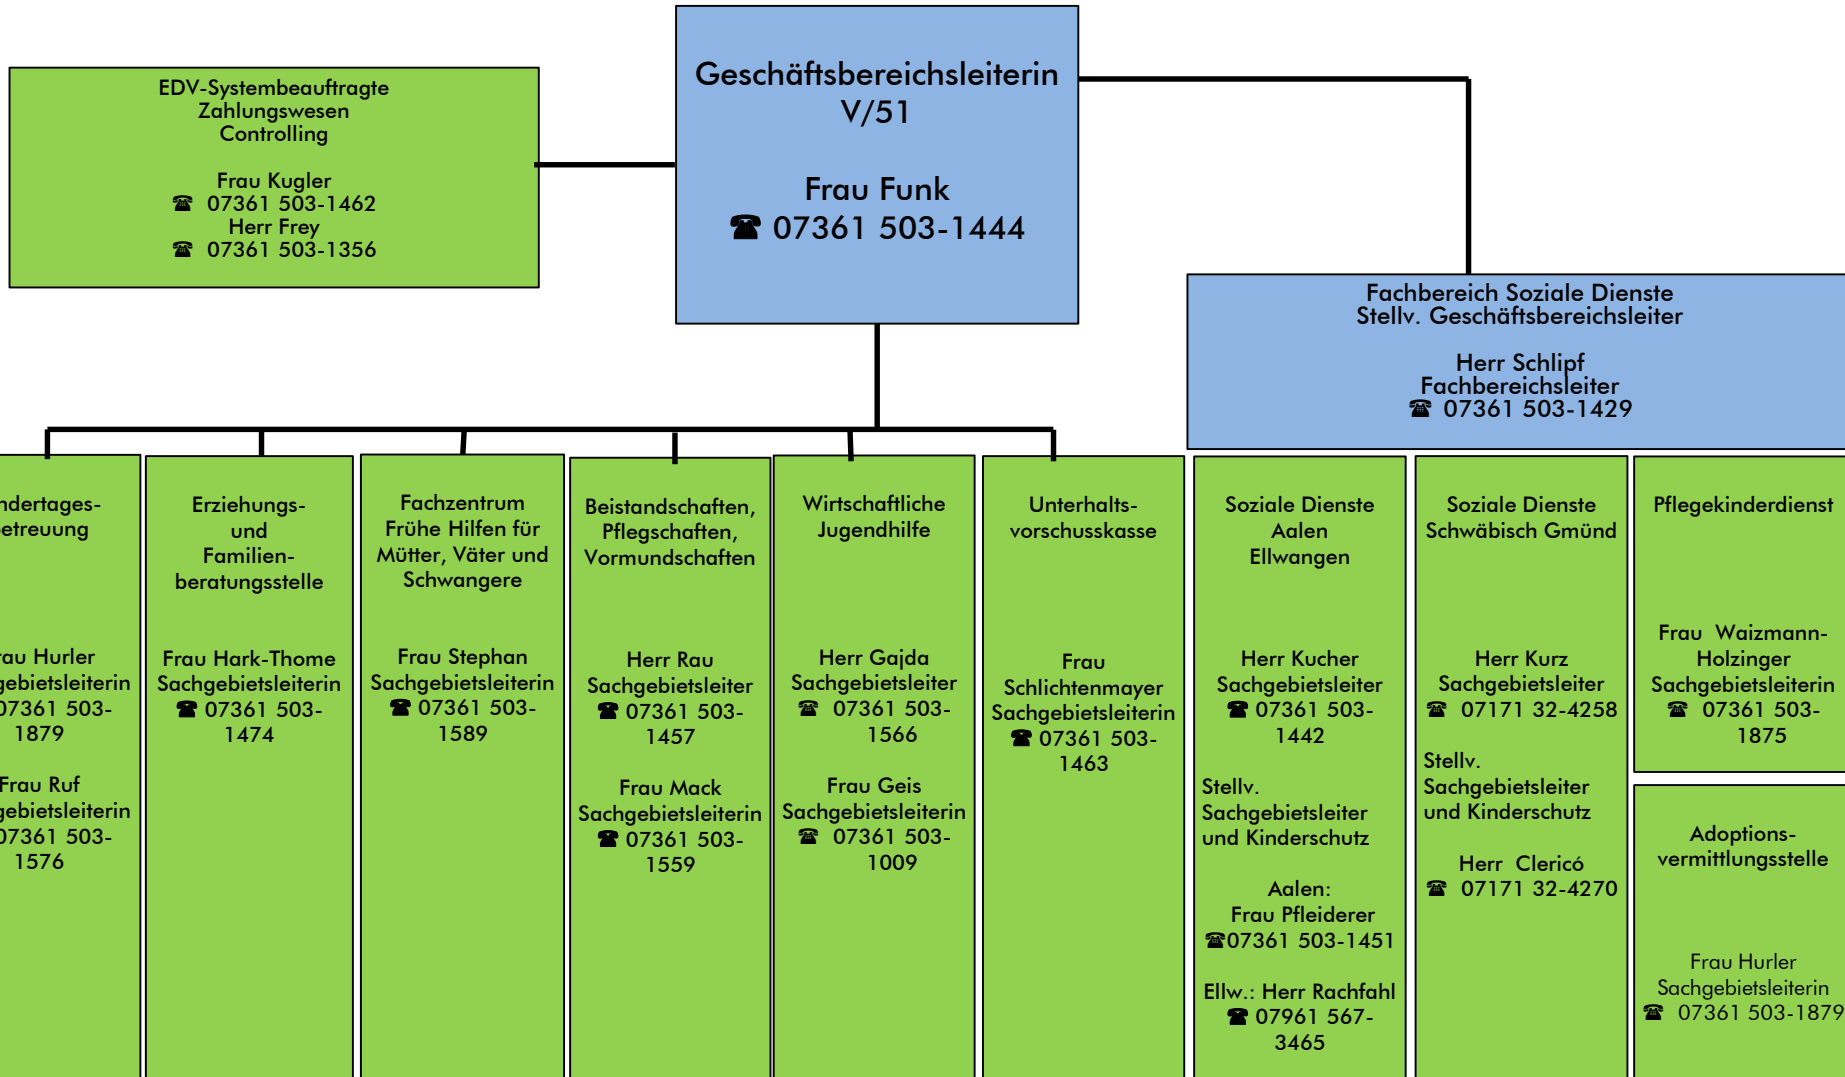 EDV-Systembeauftragte
Zahlungswesen
Controlling
Frau Kugler
☎ 07361 503-1462
Herr Frey
☎ 07361 503-1356
Geschäftsbereichsleiterin
V/51
Frau Funk
☎ 07361 503-1444
Fachbereich Soziale Dienste
Stellv. Geschäftsbereichsleiter
Herr Schlipf
Fachbereichsleiter
☎ 07361 503-1429
ndertages-
etreuung
au Hurler
gebietsleiterin
07361 503-
1879
Frau Ruf
gebietsleiterin
07361 503-
1576
Erziehungs-
und
Familien-
beratungsstelle
Frau Hark-Thome
Sachgebietsleiterin
☎ 07361 503-
1474
Fachzentrum
Frühe Hilfen für
Mütter, Väter und
Schwangere
Frau Stephan
Sachgebietsleiterin
☎ 07361 503-
1589
Beistandschaften,
Pflegschaften,
Vormundschaften
Herr Rau
Sachgebietsleiter
☎ 07361 503-
1457
Frau Mack
Sachgebietsleiterin
☎ 07361 503-
1559
Wirtschaftliche
Jugendhilfe
Herr Gajda
Sachgebietsleiter
☎ 07361 503-
1566
Frau Geis
Sachgebietsleiterin
☎ 07361 503-
1009
Unterhalts-
vorschusskasse
Frau
Schlichtenmayer
Sachgebietsleiterin
☎ 07361 503-
1463
Soziale Dienste
Aalen
Ellwangen
Herr Kucher
Sachgebietsleiter
☎ 07361 503-
1442
Stellv.
Sachgebietsleiter
und Kinderschutz
Aalen:
Frau Pfleiderer
☎07361 503-1451
Ellw.: Herr Rachfahl
☎ 07961 567-
3465
Soziale Dienste
Schwäbisch Gmünd
Herr Kurz
Sachgebietsleiter
☎ 07171 32-4258
Stellv.
Sachgebietsleiter
und Kinderschutz
Herr Clericó
☎ 07171 32-4270
Pflegekinderdienst
Frau Waizmann-
Holzinger
Sachgebietsleiterin
☎ 07361 503-
1875
Adoptions-
vermittlungsstelle
Frau Hurler
Sachgebietsleiterin
☎ 07361 503-1879